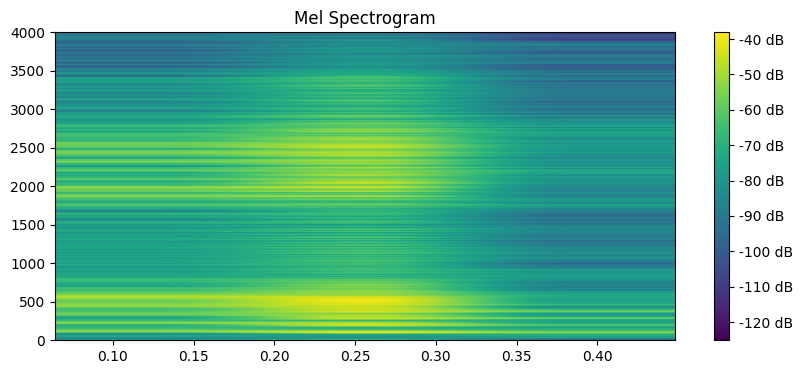 Mel Spectrogram
4000
3500
3000
2500
2000
1500
1000
500
0
0.10 0.15 0.20 0.25 0.30 0.35 0.40
-40 dB
-50 dB
-60 dB
-70 dB
-80 dB
-90 dB
-100 dB
-110 dB
-120 dB